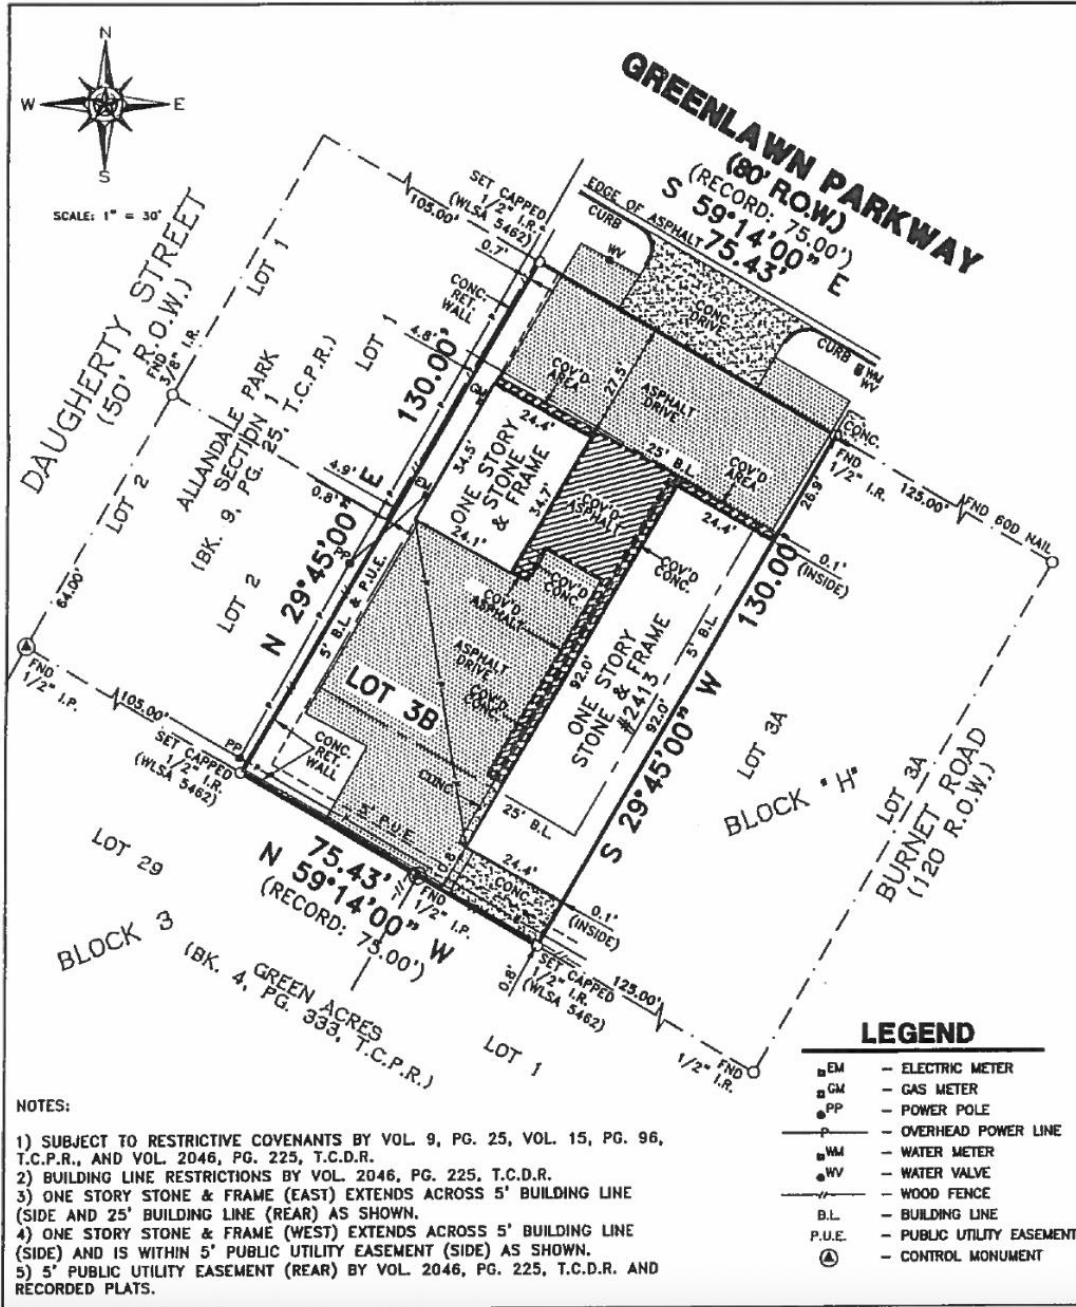 N
W E
S
SCALE: 1" = 30'
GREENLAWN PARKWAY
(80' R.O.W.)
(RECORD: 75.00')
S 59°14'00" E
75.43'
EDGE OF ASPHALT
CURB
WV
CONC.
DRIVE
CURB
WM
WV
CONC.
SET CAPPED
1/2" I.R.
(WLSA 5462)
105.00'
0.7'
CONC.
RET.
WALL
4.8'
GM
DAUGHERTY STREET
(50' R.O.W.)
LOT 1
FND
3/8" I.R.
ALLANDALE PARK
SECTION 1
(BK. 9, PG. 25, T.C.P.R.)
LOT 1
LOT 2
LOT 2
64.00'
N 29°45'00" E
130.00'
COV'D
AREA
27.5'
ASPHALT
DRIVE
24.4'
25' B.L.
COV'D
AREA
24.4'
26.9'
FND
1/2" I.R.
125.00'
FND 60D NAIL
0.1'
(INSIDE)
ONE STORY
STONE
& FRAME
34.5'
34.7'
24.1'
4.9'
0.8'
EM
PP
5' B.L. & P.U.E.
COV'D
ASPHALT
COV'D
CONC.
COV'D
CONC.
COV'D
ASPHALT
ASPHALT
DRIVE
COV'D
CONC.
92.0'
ONE STORY
STONE & FRAME
#2413
92.0'
5' B.L.
130.00'
S 29°45'00" W
LOT 3B
CONC.
RET.
WALL
CONC.
5' P.U.E.
25' B.L.
24.4'
CONC.
0.8'
0.1'
(INSIDE)
LOT 3A
BLOCK "H"
LOT 3A
BURNET ROAD
(120 R.O.W.)
FND
1/2" I.P.
105.00'
PP
SET CAPPED
1/2" I.R.
(WLSA 5462)
75.43'
N 59°14'00" W
(RECORD: 75.00')
FND
1/2" I.P.
LOT 29
BLOCK 3
GREEN ACRES
(BK. 4, PG. 333, T.C.P.R.)
LOT 1
0.8'
SET CAPPED
1/2" I.R.
(WLSA 5462)
125.00'
FND
1/2" I.R.
LEGEND
EM - ELECTRIC METER
GM - GAS METER
PP - POWER POLE
P - OVERHEAD POWER LINE
WM - WATER METER
WV - WATER VALVE
// - WOOD FENCE
B.L. - BUILDING LINE
P.U.E. - PUBLIC UTILITY EASEMENT
- CONTROL MONUMENT
NOTES:
1) SUBJECT TO RESTRICTIVE COVENANTS BY VOL. 9, PG. 25, VOL. 15, PG. 96,
T.C.P.R., AND VOL. 2046, PG. 225, T.C.D.R.
2) BUILDING LINE RESTRICTIONS BY VOL. 2046, PG. 225, T.C.D.R.
3) ONE STORY STONE & FRAME (EAST) EXTENDS ACROSS 5' BUILDING LINE
(SIDE AND 25' BUILDING LINE (REAR) AS SHOWN.
4) ONE STORY STONE & FRAME (WEST) EXTENDS ACROSS 5' BUILDING LINE
(SIDE) AND IS WITHIN 5' PUBLIC UTILITY EASEMENT (SIDE) AS SHOWN.
5) 5' PUBLIC UTILITY EASEMENT (REAR) BY VOL. 2046, PG. 225, T.C.D.R. AND
RECORDED PLATS.